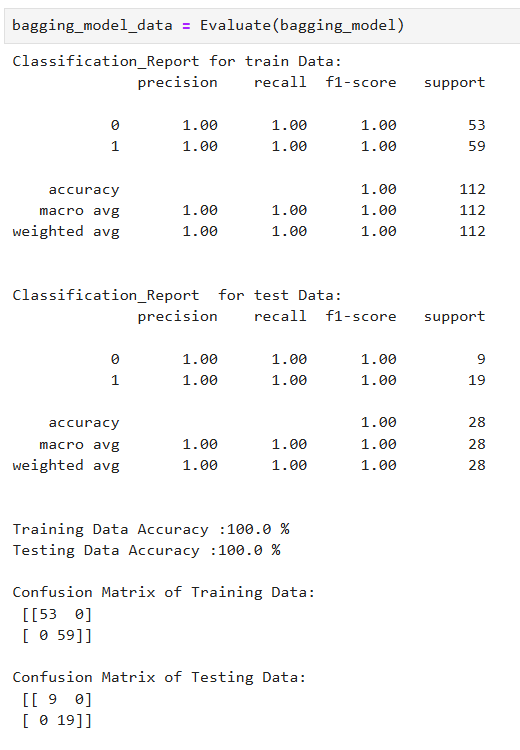 bagging_model_data = Evaluate(bagging_model)
Classification_Report for train Data:
              precision    recall  f1-score   support

           0       1.00      1.00      1.00        53
           1       1.00      1.00      1.00        59

    accuracy                           1.00       112
   macro avg       1.00      1.00      1.00       112
weighted avg       1.00      1.00      1.00       112


Classification_Report  for test Data:
              precision    recall  f1-score   support

           0       1.00      1.00      1.00         9
           1       1.00      1.00      1.00        19

    accuracy                           1.00        28
   macro avg       1.00      1.00      1.00        28
weighted avg       1.00      1.00      1.00        28


Training Data Accuracy :100.0 %
Testing Data Accuracy :100.0 %

Confusion Matrix of Training Data:
 [[53  0]
 [ 0 59]]

Confusion Matrix of Testing Data:
 [[ 9  0]
 [ 0 19]]